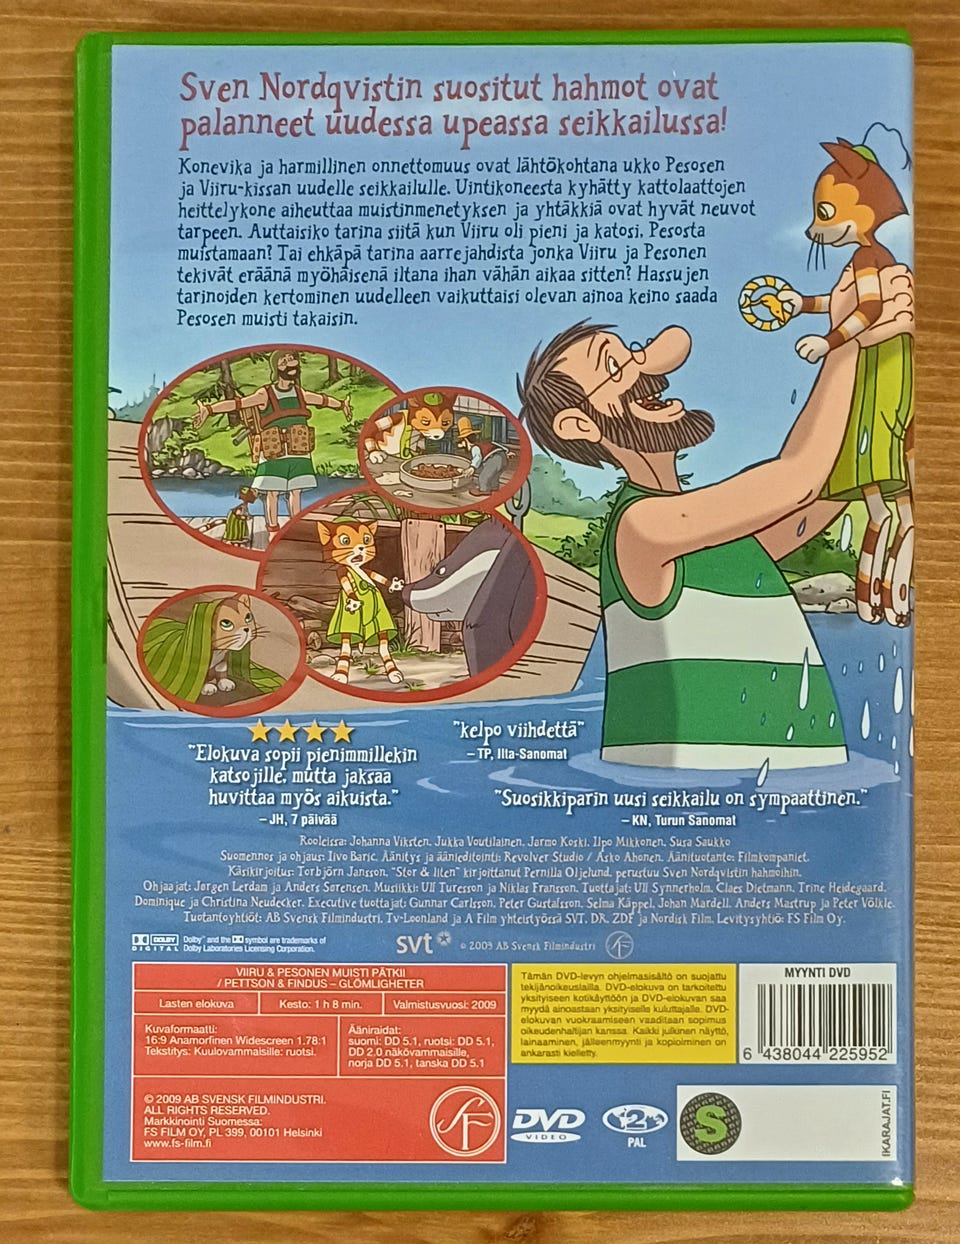 Sven Nordqvistin suositut hahmot ovat
palanneet uudessa upeassa seikkailussa!
Konevika ja harmillinen onnettomuus ovat lähtökohtana ukko Pesosen
ja Viiru-kissan uudelle seikkailulle. Uintikoneesta kyhätty kattolaattojen
heittelykone aiheuttaa muistinmenetyksen ja yhtäkkiä ovat hyvät neuvot
tarpeen. Auttaisiko tarina siitä kun Viiru oli pieni ja katosi, Pesosta
muistamaan? Tai ehkäpä tarina aarrejahdista jonka Viiru ja Pesonen
tekivät eräänä myöhäisenä iltana ihan vähän aikaa sitten? Hassujen
tarinoiden kertominen uudelleen vaikuttaisi olevan ainoa keino saada
Pesosen muisti takaisin.
"Elokuva sopii pienimmillekin
katsojille, mutta jaksaa
huvittaa myös aikuista."
– JH, 7 päivää
"kelpo viihdettä"
– TP, Ilta-Sanomat
"Suosikkiparin uusi seikkailu on sympaattinen."
– KN, Turun Sanomat
Rooleissa: Johanna Viksten, Jukka Voutilainen, Jarmo Koski, Ilpo Mikkonen, Susa Saukko
Suomennos ja ohjaus: Iivo Baric. Äänitys ja äänieditointi: Revolver Studio / Asko Ahonen. Äänituotanto: Filmkompaniet.
Käsikirjoitus: Torbjörn Jansson. "Stor & liten" kirjoittanut Pernilla Oljelund, perustuu Sven Nordqvistin hahmoihin.
Ohjaajat: Jørgen Lerdam ja Anders Sørensen. Musiikki: Ulf Turesson ja Niklas Fransson. Tuottajat: Ulf Synnerholm, Claes Dietmann, Trine Heidegaard,
Dominique ja Christina Neudecker. Executive tuottajat: Gunnar Carlsson, Peter Gustafsson, Selma Käppel, Johan Mardell, Anders Mastrup ja Peter Völkle.
Tuotantoyhtiöt: AB Svensk Filmindustri, Tv-Loonland ja A Film yhteistyössä SVT, DR, ZDF ja Nordisk Film. Levitysyhtiö: FS Film Oy.
DOLBY DIGITAL
Dolby™ and the DD symbol are trademarks of
Dolby Laboratories Licensing Corporation.
svt
© 2009 AB Svensk Filmindustri
SF
VIIRU & PESONEN MUISTI PÄTKII
/ PETTSON & FINDUS – GLÖMLIGHETER
Lasten elokuva
Kesto: 1 h 8 min.
Valmistusvuosi: 2009
Kuvaformaatti:
16:9 Anamorfinen Widescreen 1.78:1
Tekstitys: Kuulovammaisille: ruotsi.
Ääniraidat:
suomi: DD 5.1, ruotsi: DD 5.1,
DD 2.0 näkövammaisille,
norja DD 5.1, tanska DD 5.1
© 2009 AB SVENSK FILMINDUSTRI.
ALL RIGHTS RESERVED.
Markkinointi Suomessa:
FS FILM OY, PL 399, 00101 Helsinki
www.fs-film.fi
SF
Tämän DVD-levyn ohjelmasisältö on suojattu
tekijänoikeuslailla. DVD-elokuva on tarkoitettu
yksityiseen kotikäyttöön ja DVD-elokuvan saa
myydä ainoastaan yksityiselle kuluttajalle. DVD-
elokuvan vuokraamiseen vaaditaan sopimus
oikeudenhaltijan kanssa. Kaikki julkinen näyttö,
lainaaminen, jälleenmyynti ja kopioiminen on
ankarasti kielletty.
MYYNTI DVD
6 438044 225952
DVD
VIDEO
2
PAL
S
IKARAJAT.FI